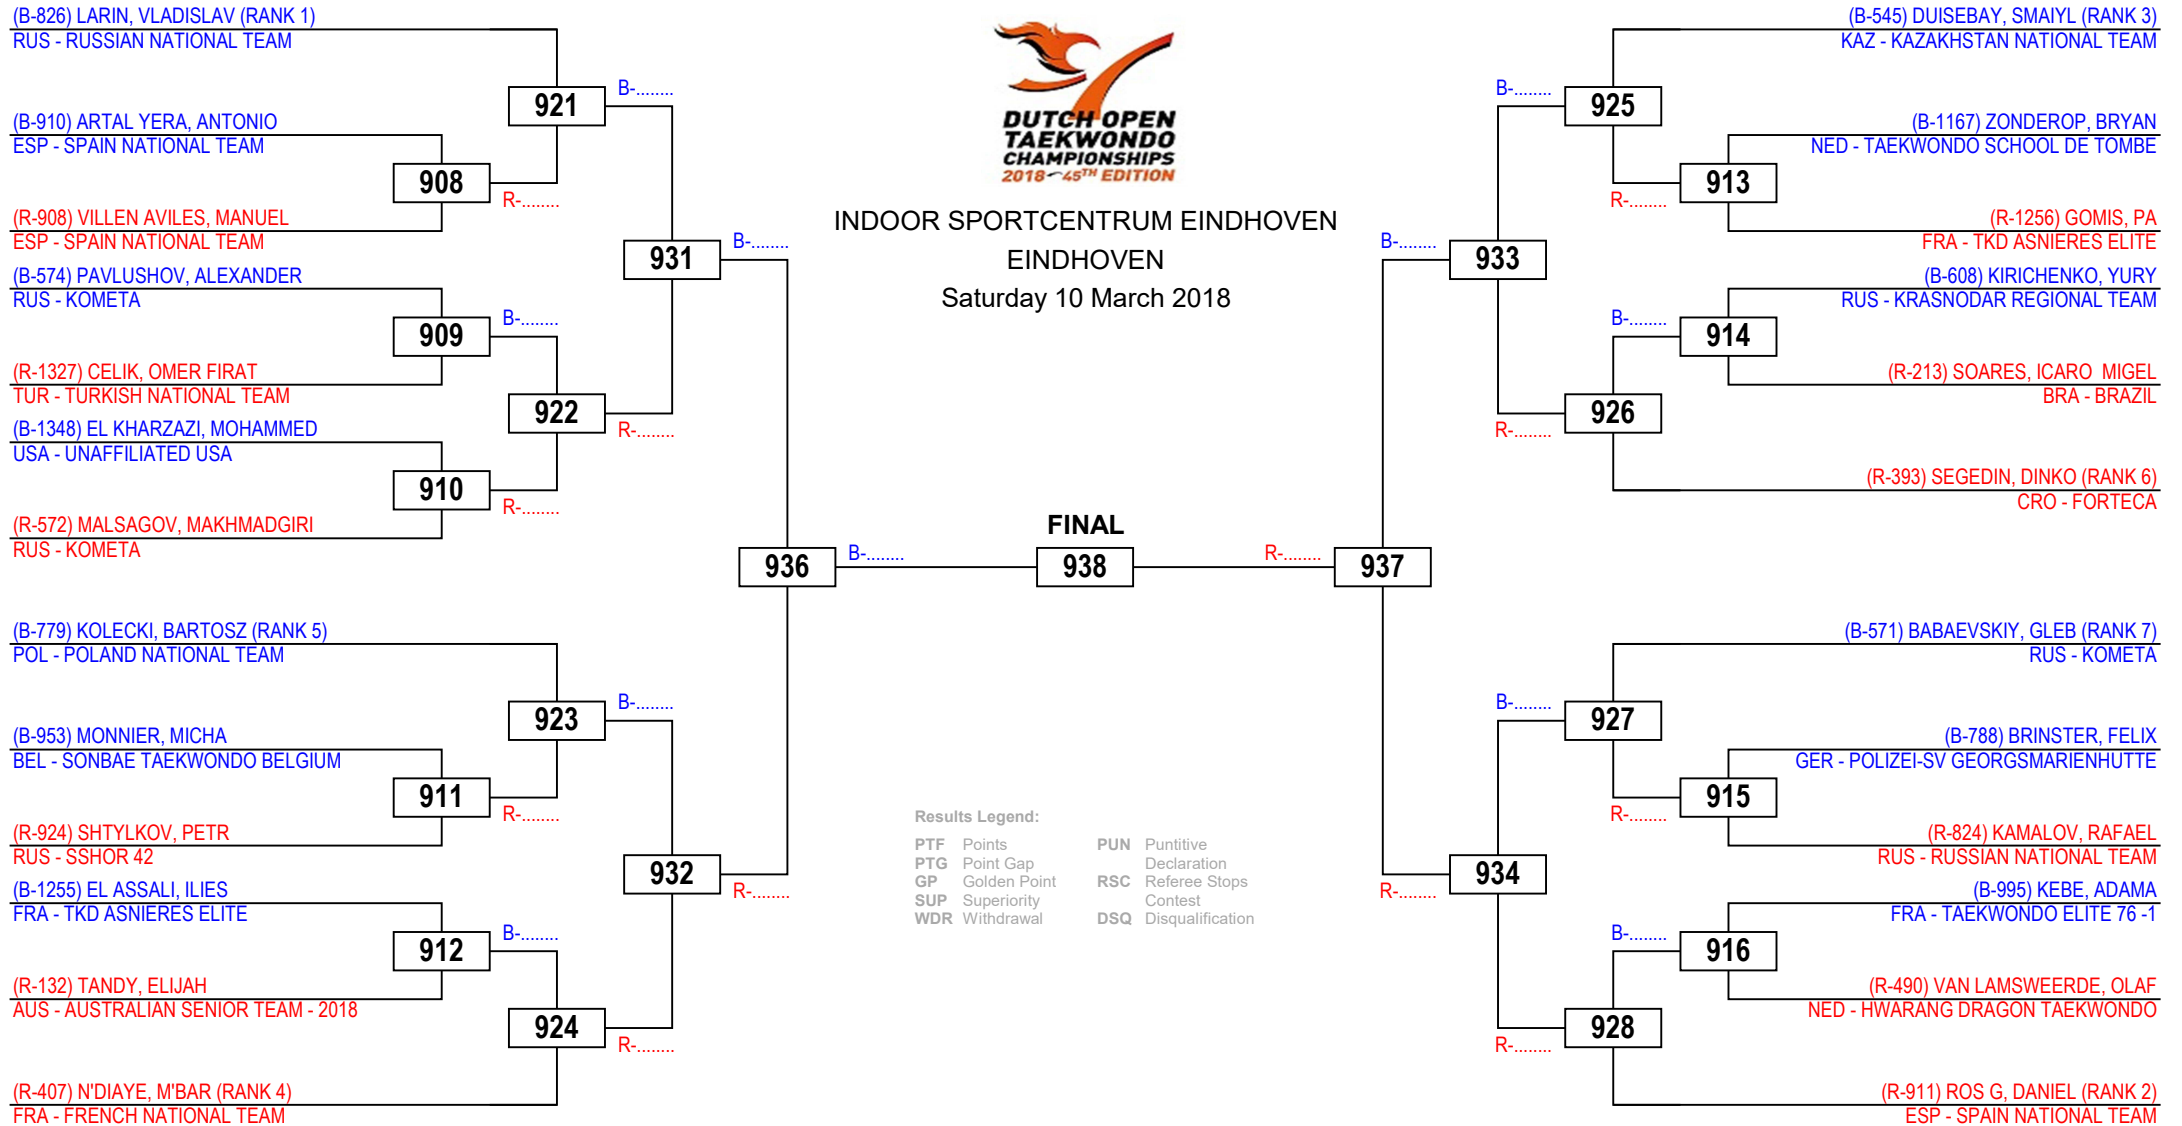 (B-826) LARIN, VLADISLAV (RANK 1)
RUS - RUSSIAN NATIONAL TEAM
921
B-........
(B-910) ARTAL YERA, ANTONIO
ESP - SPAIN NATIONAL TEAM
908
R-........
(R-908) VILLEN AVILES, MANUEL
ESP - SPAIN NATIONAL TEAM
931
B-........
(B-574) PAVLUSHOV, ALEXANDER
RUS - KOMETA
909
B-........
(R-1327) CELIK, OMER FIRAT
TUR - TURKISH NATIONAL TEAM
922
R-........
(B-1348) EL KHARZAZI, MOHAMMED
USA - UNAFFILIATED USA
910
R-........
(R-572) MALSAGOV, MAKHMADGIRI
RUS - KOMETA
936
B-........
(B-779) KOLECKI, BARTOSZ (RANK 5)
POL - POLAND NATIONAL TEAM
923
B-........
(B-953) MONNIER, MICHA
BEL - SONBAE TAEKWONDO BELGIUM
911
R-........
(R-924) SHTYLKOV, PETR
RUS - SSHOR 42
932
R-........
(B-1255) EL ASSALI, ILIES
FRA - TKD ASNIERES ELITE
912
B-........
(R-132) TANDY, ELIJAH
AUS - AUSTRALIAN SENIOR TEAM - 2018
924
R-........
(R-407) N'DIAYE, M'BAR (RANK 4)
FRA - FRENCH NATIONAL TEAM
DUTCH OPEN
TAEKWONDO
CHAMPIONSHIPS
2018 45TH EDITION
INDOOR SPORTCENTRUM EINDHOVEN
EINDHOVEN
Saturday 10 March 2018
FINAL
938
Results Legend:
PTF Points
PTG Point Gap
GP Golden Point
SUP Superiority
WDR Withdrawal
PUN Puntitive
Declaration
RSC Referee Stops
Contest
DSQ Disqualification
(B-545) DUISEBAY, SMAIYL (RANK 3)
KAZ - KAZAKHSTAN NATIONAL TEAM
B-........
925
(B-1167) ZONDEROP, BRYAN
NED - TAEKWONDO SCHOOL DE TOMBE
913
R-........
(R-1256) GOMIS, PA
FRA - TKD ASNIERES ELITE
B-........
933
(B-608) KIRICHENKO, YURY
RUS - KRASNODAR REGIONAL TEAM
B-........
914
(R-213) SOARES, ICARO MIGEL
BRA - BRAZIL
926
R-........
(R-393) SEGEDIN, DINKO (RANK 6)
CRO - FORTECA
R-........
937
(B-571) BABAEVSKIY, GLEB (RANK 7)
RUS - KOMETA
B-........
927
(B-788) BRINSTER, FELIX
GER - POLIZEI-SV GEORGSMARIENHUTTE
915
R-........
(R-824) KAMALOV, RAFAEL
RUS - RUSSIAN NATIONAL TEAM
934
R-........
(B-995) KEBE, ADAMA
FRA - TAEKWONDO ELITE 76 -1
B-........
916
(R-490) VAN LAMSWEERDE, OLAF
NED - HWARANG DRAGON TAEKWONDO
928
R-........
(R-911) ROS G, DANIEL (RANK 2)
ESP - SPAIN NATIONAL TEAM